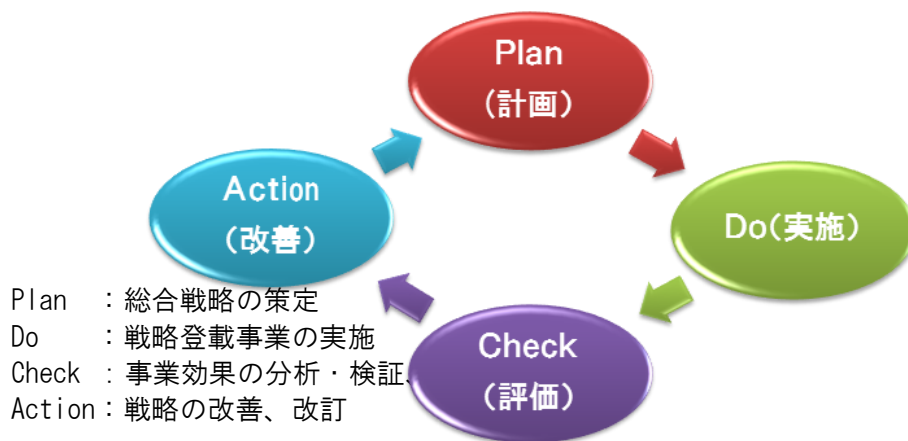 Plan
(計画)
Action
(改善)
Do(実施)
Check
(評価)
Plan :総合戦略の策定
Do :戦略登載事業の実施
Check :事業効果の分析・検証、
Action:戦略の改善、改訂